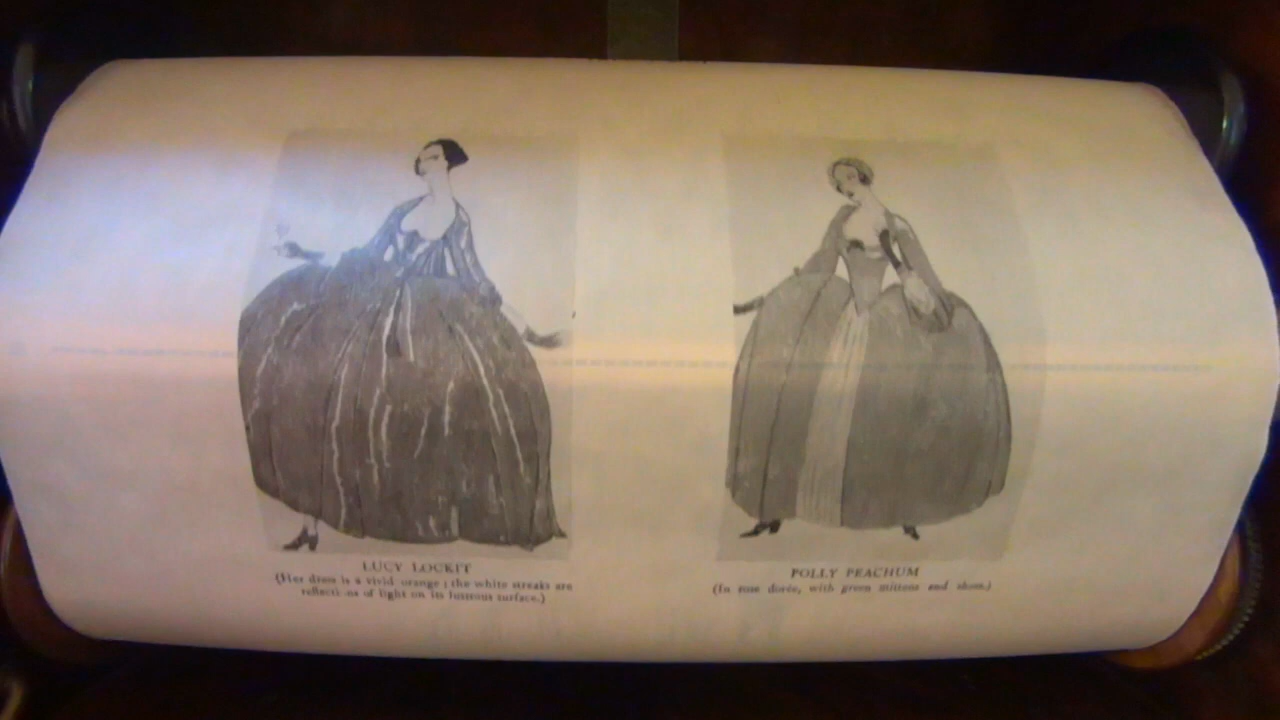 LUCY LOCKIT
(Her dress is a vivid orange ; the white streaks are
reflections of light on its lustrous surface.)
POLLY PEACHUM
(In rose dorée, with green mittens and shoes.)